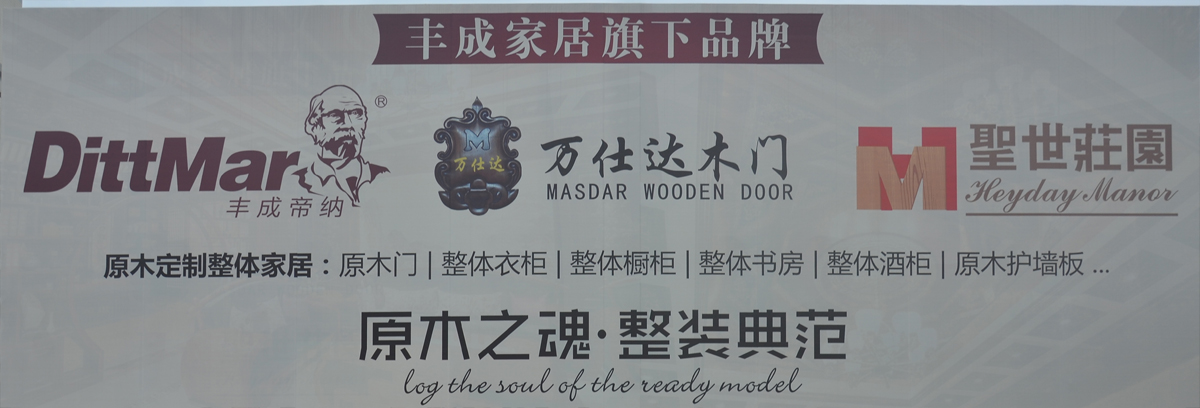 丰成家居旗下品牌
DittMar®
丰成帝纳
M
万仕达
万仕达木门
MASDAR WOODEN DOOR
聖世莊園
Heyday Manor
原木定制整体家居：原木门 | 整体衣柜 | 整体橱柜 | 整体书房 | 整体酒柜 | 原木护墙板 ...
原木之魂·整装典范
log the soul of the ready model